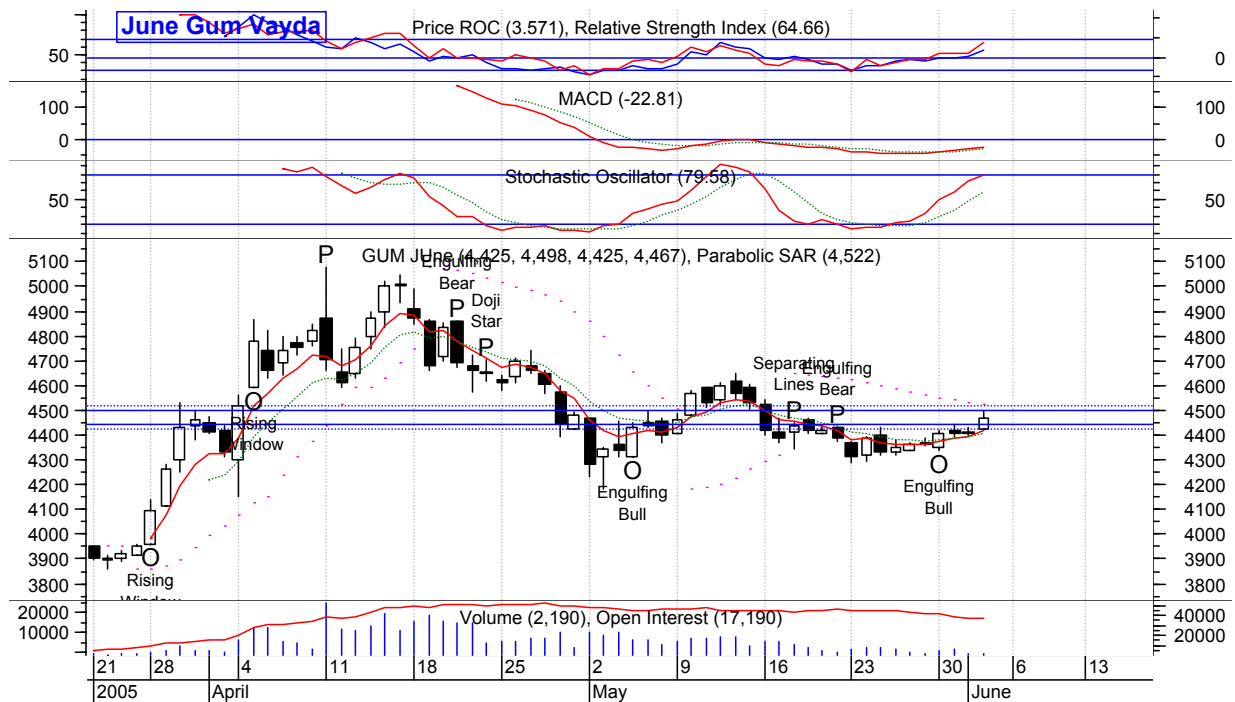 June Gum Vayda
Price ROC (3.571), Relative Strength Index (64.66)
50
0
MACD (-22.81)
100
0
100
0
Stochastic Oscillator (79.58)
50
50
GUM JUne (4,425, 4,498, 4,425, 4,467), Parabolic SAR (4,522)
5100
5000
4900
4800
4700
4600
4500
4400
4300
4200
4100
4000
3900
3800
5100
5000
4900
4800
4700
4600
4500
4400
4300
4200
4100
4000
3900
3800
P
Engulfing
Bear
P
Doji
Star
P
Separating
Lines
P
Engulfing
Bear
P
O
Rising
Window
O
Engulfing
Bull
O
Engulfing
Bull
O
Rising
Window
Volume (2,190), Open Interest (17,190)
20000
10000
40000
20000
21 28 4 11 18 25 2 9 16 23 30 6 13
2005 April May June